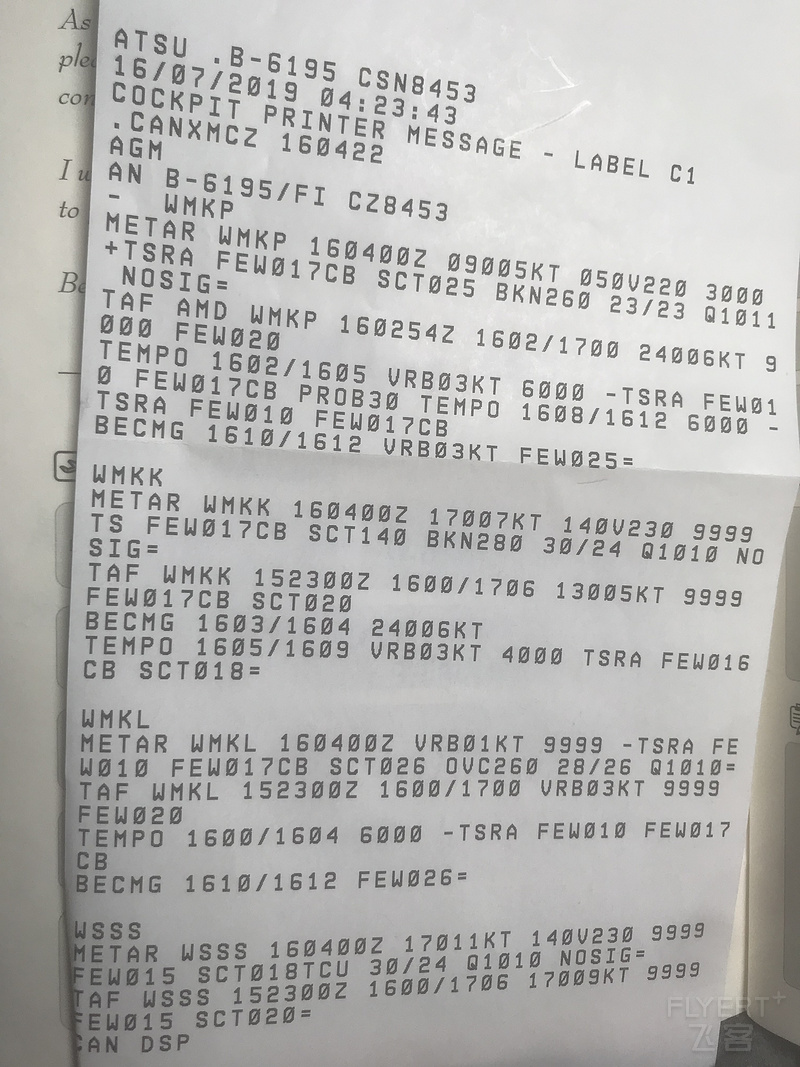 As
ple
con
I u
to
Be
ATSU .B-6195 CSN8453
16/07/2019 04:23:43
COCKPIT PRINTER MESSAGE - LABEL C1
.CANXMCZ 160422
AGM
AN B-6195/FI CZ8453
- WMKP
METAR WMKP 160400Z 09005KT 050V220 3000
+TSRA FEW017CB SCT025 BKN260 23/23 Q1011
NOSIG=
TAF AMD WMKP 160254Z 1602/1700 24006KT 9
000 FEW020
TEMPO 1602/1605 VRB03KT 6000 -TSRA FEW01
0 FEW017CB PROB30 TEMPO 1608/1612 6000 -
TSRA FEW010 FEW017CB
BECMG 1610/1612 VRB03KT FEW025=
WMKK
METAR WMKK 160400Z 17007KT 140V230 9999
TS FEW017CB SCT140 BKN280 30/24 Q1010 NO
SIG=
TAF WMKK 152300Z 1600/1706 13005KT 9999
FEW017CB SCT020
BECMG 1603/1604 24006KT
TEMPO 1605/1609 VRB03KT 4000 TSRA FEW016
CB SCT018=
WMKL
METAR WMKL 160400Z VRB01KT 9999 -TSRA FE
W010 FEW017CB SCT026 OVC260 28/26 Q1010=
TAF WMKL 152300Z 1600/1700 VRB03KT 9999
FEW020
TEMPO 1600/1604 6000 -TSRA FEW010 FEW017
CB
BECMG 1610/1612 FEW026=
WSSS
METAR WSSS 160400Z 17011KT 140V230 9999
FEW015 SCT018TCU 30/24 Q1010 NOSIG=
TAF WSSS 152300Z 1600/1706 17009KT 9999
FEW015 SCT020=
CAN DSP
FLYERT+
飞客